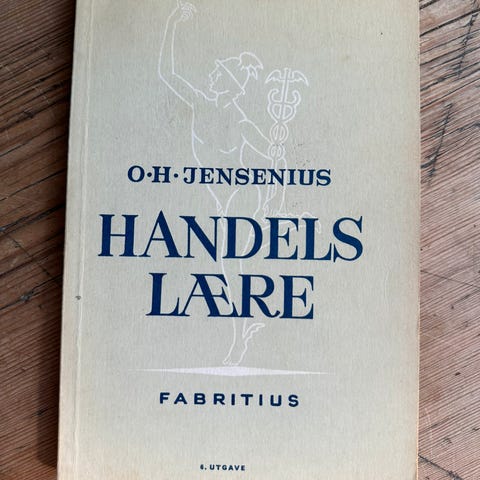 O·H·JENSENIUS
HANDELS
LÆRE
FABRITIUS
6. UTGAVE